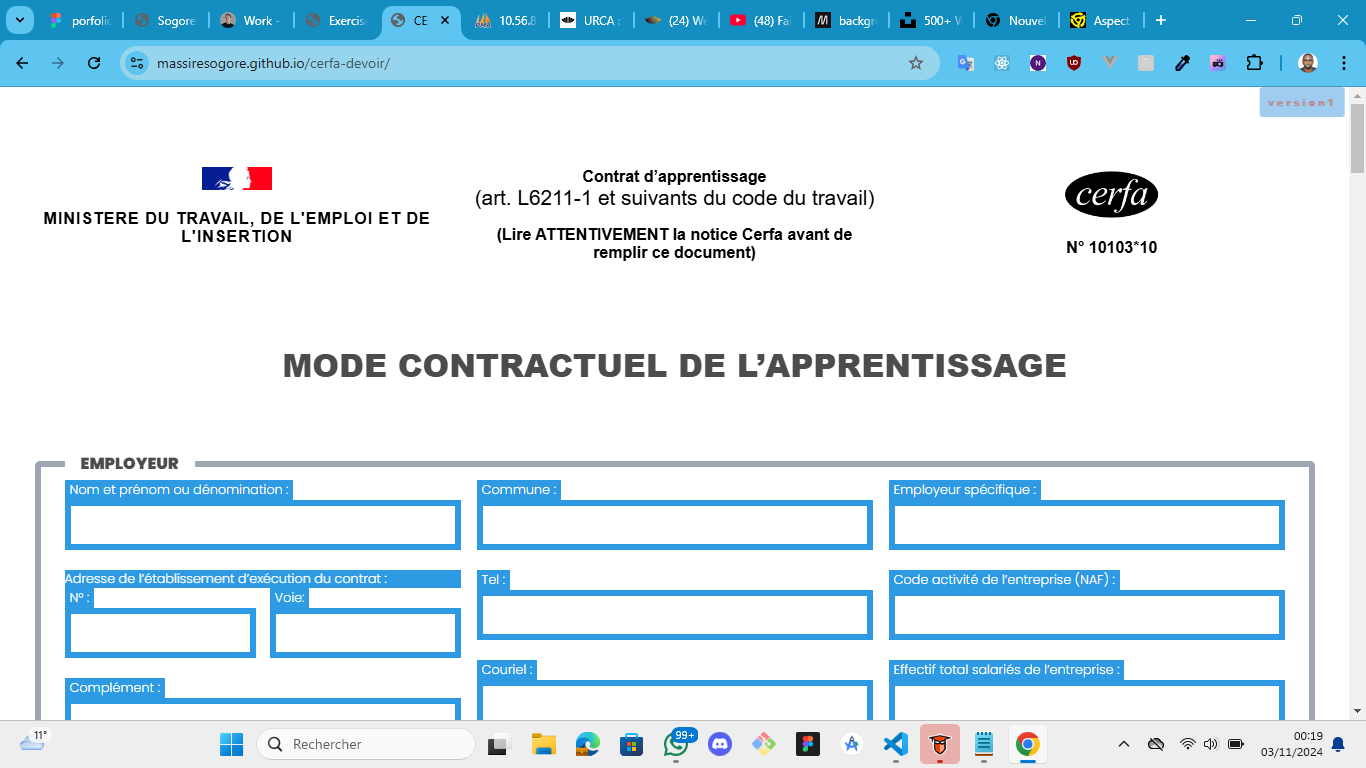 porfolio
Sogore
Work -
Exercis
CE
10.56.8
URCA :
(24) We
(48) Fai
backgr
500+ W
Nouvel
Aspect
massiresogore.github.io/cerfa-devoir/
version1
MINISTERE DU TRAVAIL, DE L'EMPLOI ET DE
L'INSERTION
Contrat d’apprentissage
(art. L6211-1 et suivants du code du travail)
(Lire ATTENTIVEMENT la notice Cerfa avant de
remplir ce document)
cerfa
N° 10103*10
MODE CONTRACTUEL DE L’APPRENTISSAGE
EMPLOYEUR
Nom et prénom ou dénomination :
Commune :
Employeur spécifique :
Adresse de l’établissement d’exécution du contrat :
N° :
Voie:
Tel :
Code activité de l’entreprise (NAF) :
Complément :
Couriel :
Effectif total salariés de l’entreprise :
11°
Rechercher
99+
00:19
03/11/2024